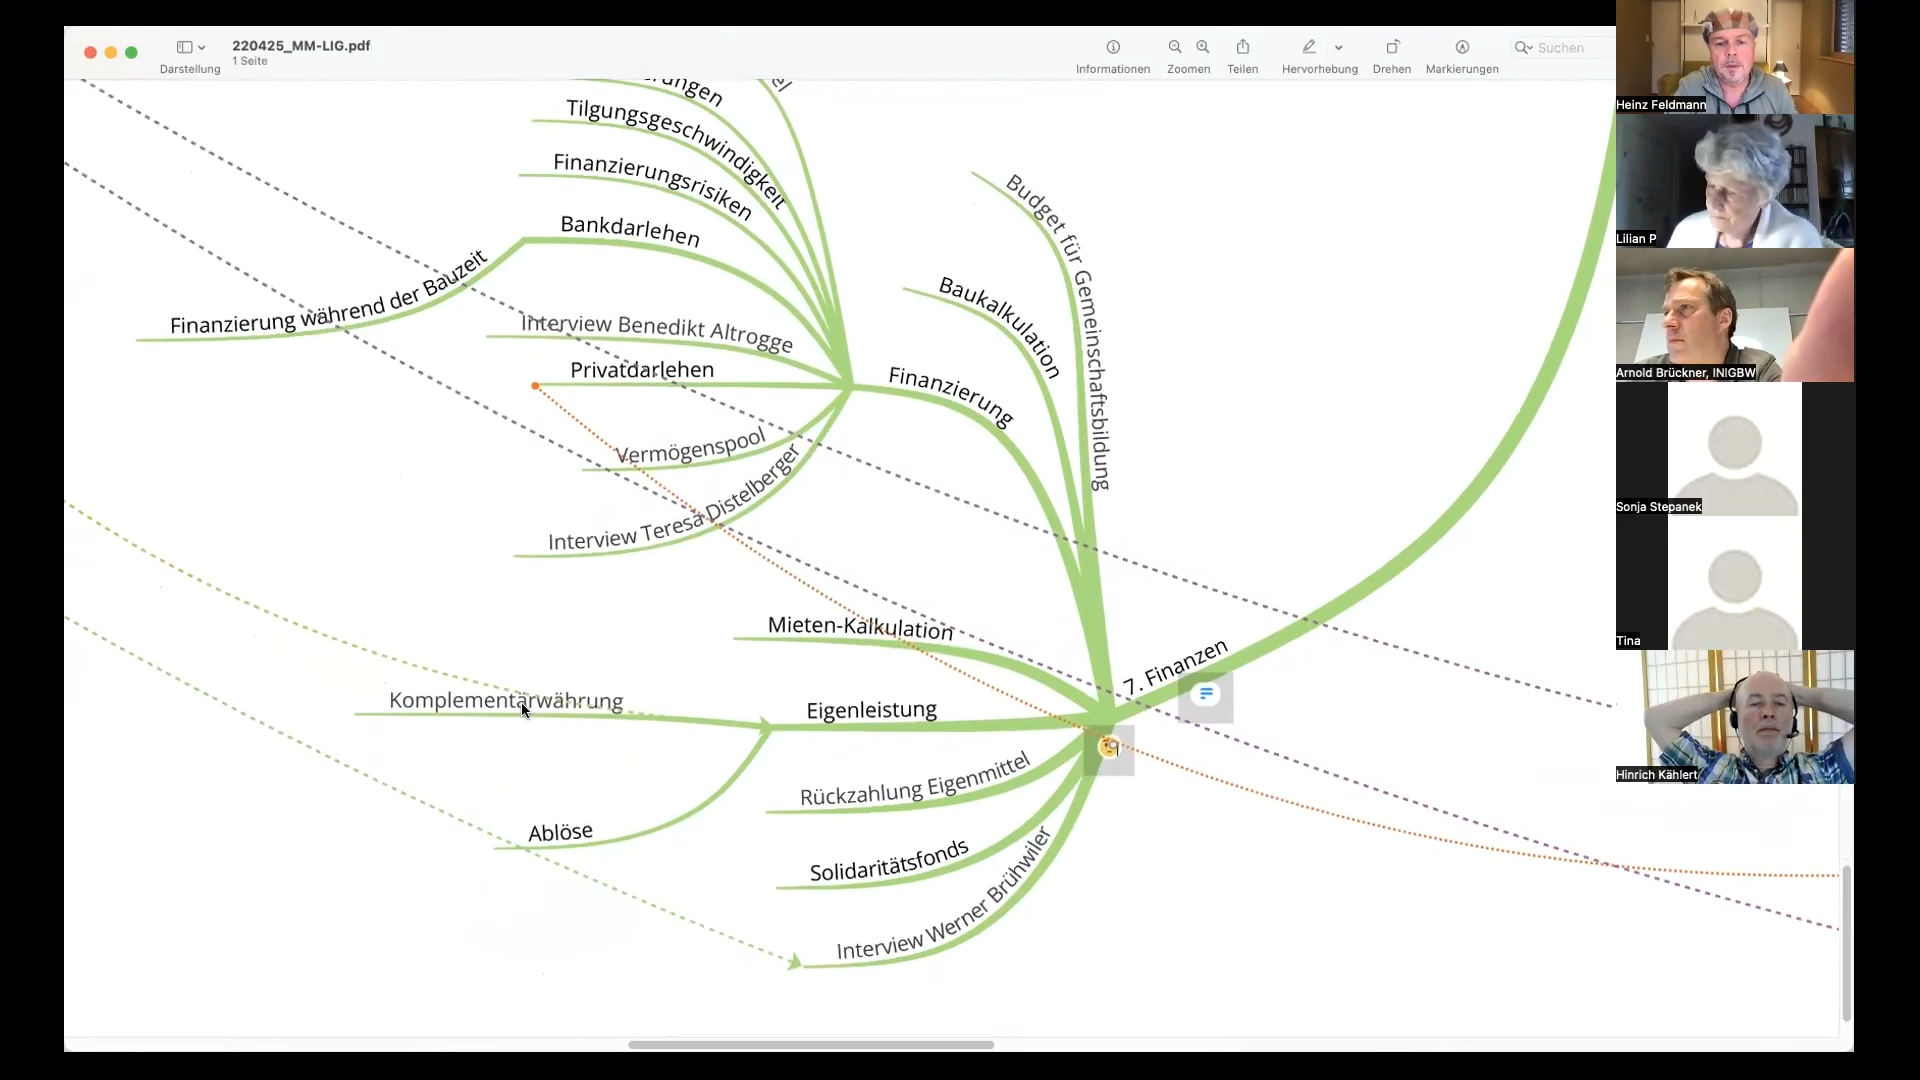 220425_MM-LIG.pdf
1 Seite
Darstellung
Informationen
Zoomen
Teilen
Hervorhebung
Drehen
Markierungen
Suchen
Tilgungsgeschwindigkeit
Finanzierungsrisiken
Bankdarlehen
Finanzierung während der Bauzeit
Interview Benedikt Altrogge
Privatdarlehen
Vermögenspool
Interview Teresa Distelberger
Finanzierung
Baukalkulation
Budget für Gemeinschaftsbildung
Mieten-Kalkulation
7. Finanzen
Komplementärwährung
Eigenleistung
Ablöse
Rückzahlung Eigenmittel
Solidaritätsfonds
Interview Werner Brühwiler
Heinz Feldmann
Lilian P
Arnold Brückner, INIGBW
Sonja Stepanek
Tina
Hinrich Kählert